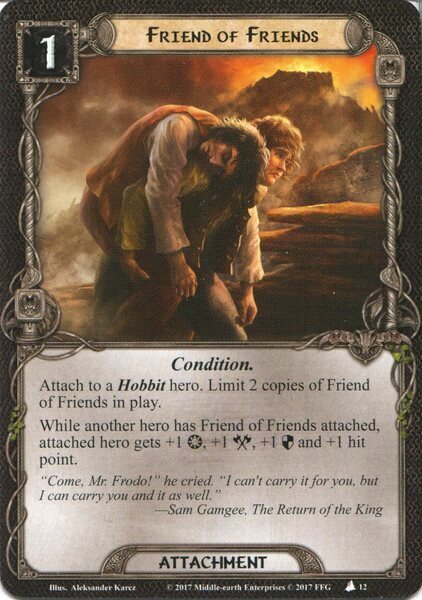 1
FRIEND OF FRIENDS
Condition.
Attach to a Hobbit hero. Limit 2 copies of Friend
of Friends in play.
While another hero has Friend of Friends attached,
attached hero gets +1 , +1 , +1 and +1 hit
point.
“Come, Mr. Frodo!” he cried. “I can't carry it for you, but
I can carry you and it as well.”
—Sam Gamgee, The Return of the King
ATTACHMENT
Illus. Aleksander Karcz © 2017 Middle-earth Enterprises © 2017 FFG 12